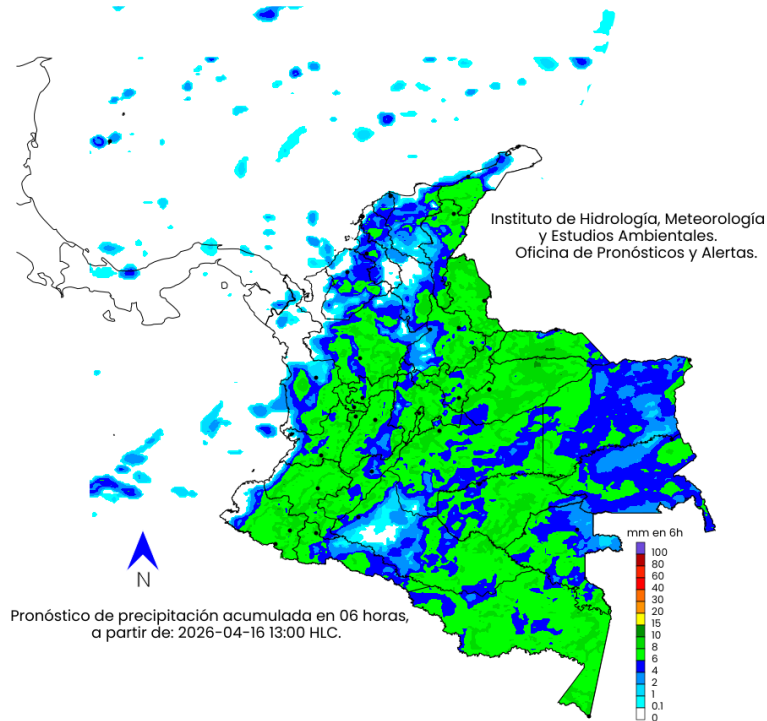 Instituto de Hidrología, Meteorología
y Estudios Ambientales.
Oficina de Pronósticos y Alertas.
N
Pronóstico de precipitación acumulada en 06 horas,
a partir de: 2026-04-16 13:00 HLC.
mm en 6h
100
80
60
40
30
20
15
10
8
6
4
2
1
0.1
0